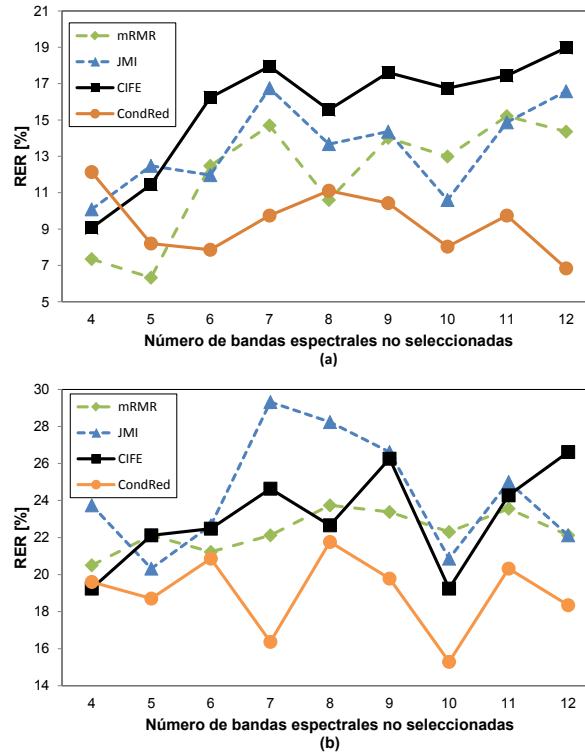 21
19
17
15
13
11
9
7
5
RER [%]
mRMR
JMI
CIFE
CondRed
4 5 6 7 8 9 10 11 12
Número de bandas espectrales no seleccionadas
(a)
30
28
26
24
22
20
18
16
14
RER [%]
mRMR
JMI
CIFE
CondRed
4 5 6 7 8 9 10 11 12
Número de bandas espectrales no seleccionadas
(b)